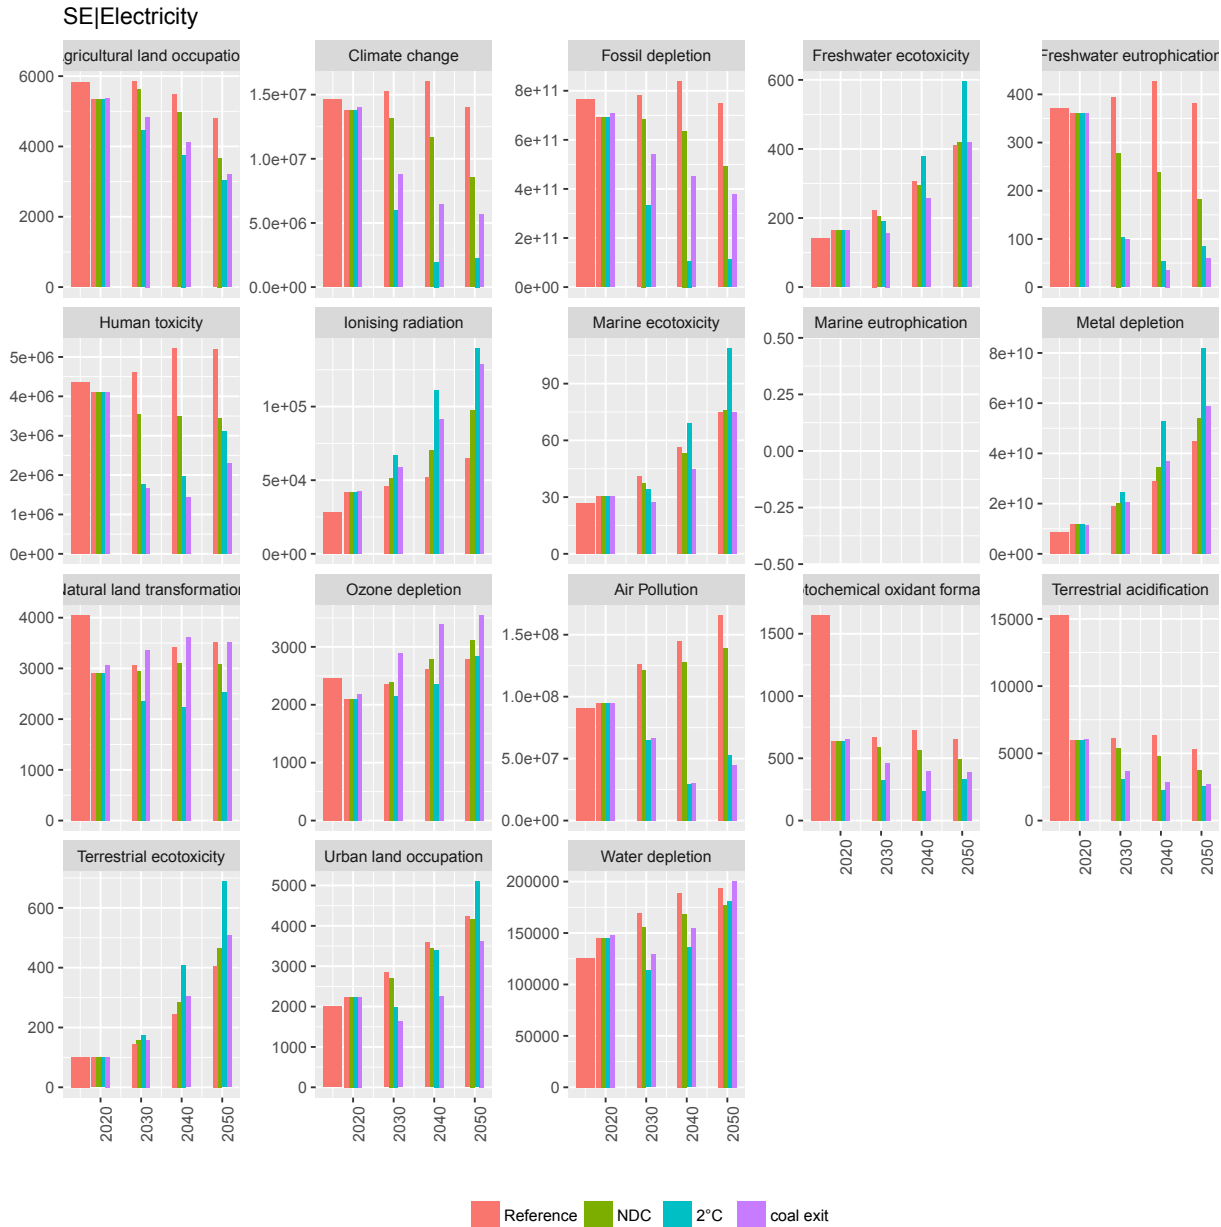 SE|Electricity
gricultural land occupatio
Climate change
Fossil depletion
Freshwater ecotoxicity
Freshwater eutrophication
6000
4000
2000
0
1.5e+07
1.0e+07
5.0e+06
0.0e+00
8e+11
6e+11
4e+11
2e+11
0e+00
600
400
200
0
400
300
200
100
0
Human toxicity
Ionising radiation
Marine ecotoxicity
Marine eutrophication
Metal depletion
5e+06
4e+06
3e+06
2e+06
1e+06
0e+00
1e+05
5e+04
0e+00
90
60
30
0
0.50
0.25
0.00
−0.25
−0.50
8e+10
6e+10
4e+10
2e+10
0e+00
Natural land transformation
Ozone depletion
Air Pollution
otochemical oxidant forma
Terrestrial acidification
4000
3000
2000
1000
0
3000
2000
1000
0
1.5e+08
1.0e+08
5.0e+07
0.0e+00
1500
1000
500
0
15000
10000
5000
0
2020
2030
2040
2050
2020
2030
2040
2050
Terrestrial ecotoxicity
Urban land occupation
Water depletion
600
400
200
0
5000
4000
3000
2000
1000
0
200000
150000
100000
50000
0
2020
2030
2040
2050
2020
2030
2040
2050
2020
2030
2040
2050
Reference
NDC
2°C
coal exit